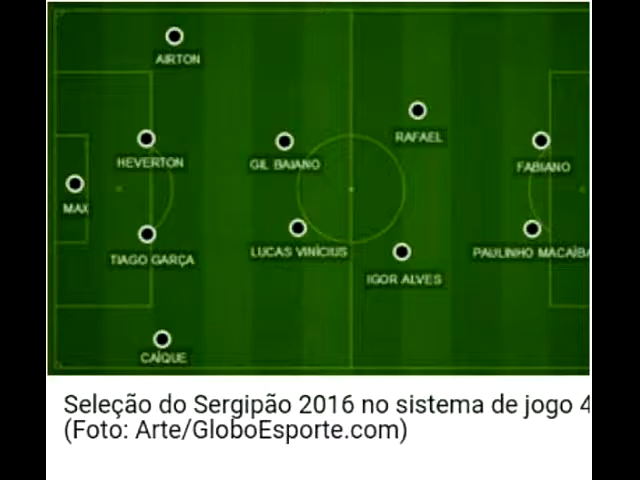 AIRTON
RAFAEL
HEVERTON
GIL BAIANO
FABIANO
MAX
TIAGO GARÇA
LUCAS VINÍCIUS
PAULINHO MACAÍBA
IGOR ALVES
CAÍQUE
Seleção do Sergipão 2016 no sistema de jogo 4
(Foto: Arte/GloboEsporte.com)